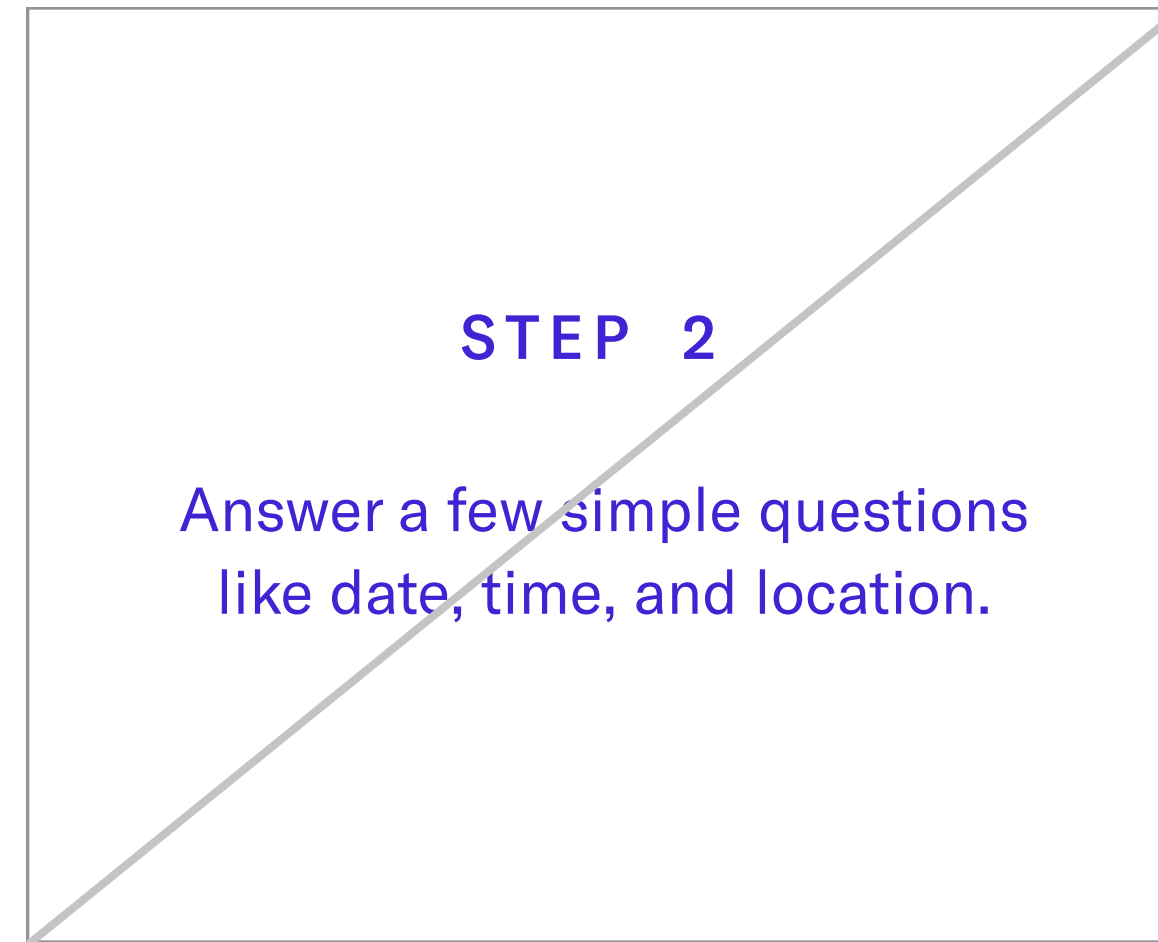 STEP 2
Answer a few simple questions
like date, time, and location.